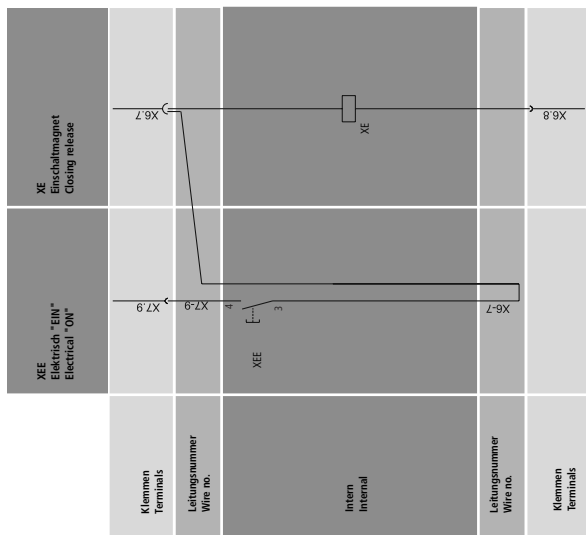 XE
Einschaltmagnet
Closing release
X6.7
XE
X6.8
XEE
Elektrisch "EIN"
Electrical "ON"
X7.9
X7-9
4
3
XEE
X6-7
Klemmen
Terminals
Leitungsnummer
Wire no.
Intern
Internal
Leitungsnummer
Wire no.
Klemmen
Terminals